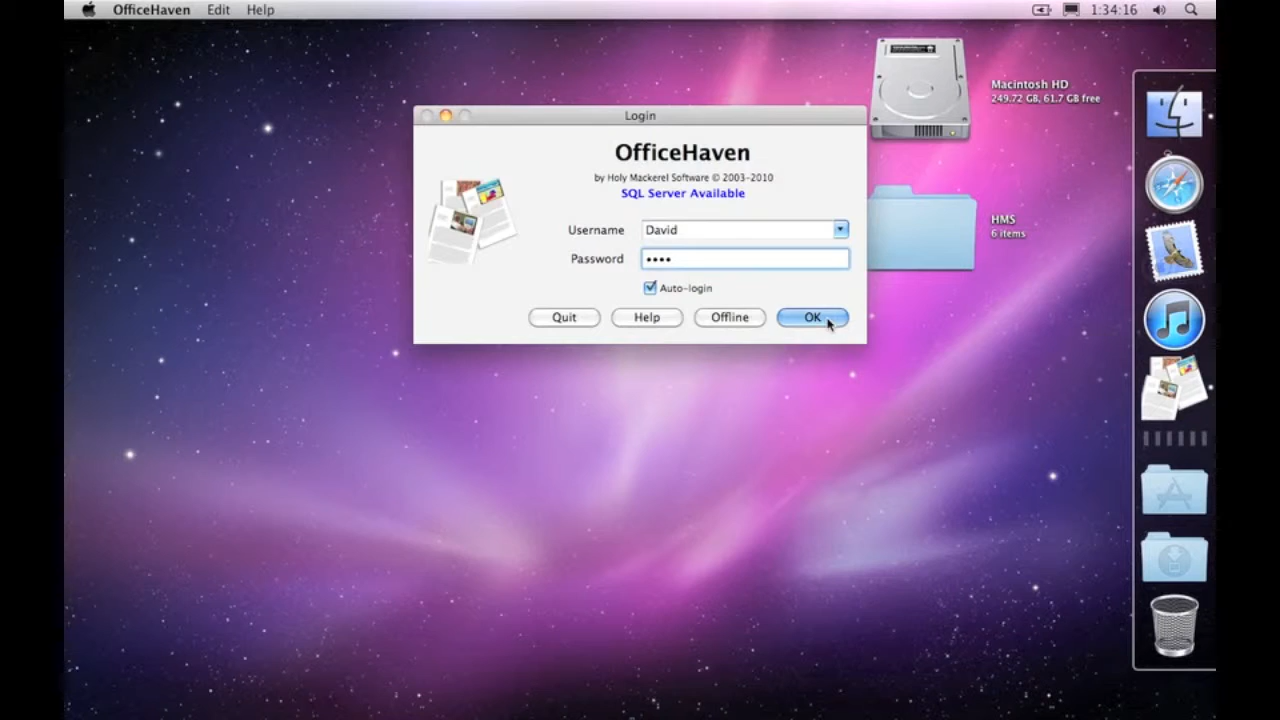 OfficeHaven Edit Help 1:34:16
Macintosh HD
249.72 GB, 61.7 GB free
Login
OfficeHaven
by Holy Mackerel Software © 2003-2010
SQL Server Available
Username David
Password ••••
Auto-login
Quit Help Offline OK
HMS
6 items